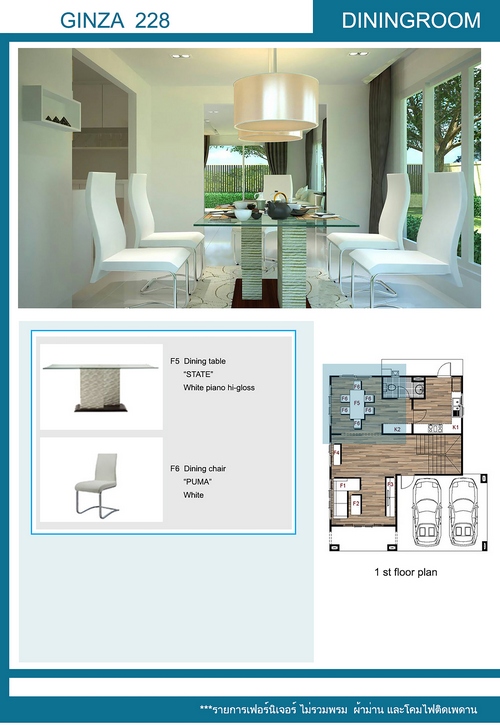 GINZA 228
DININGROOM
F5 Dining table
"STATE"
White piano hi-gloss
F6 Dining chair
"PUMA"
White
F6
F6 F6
F5
F6 F6
F6
K2
K1
F4
F1
F3
F2
1 st floor plan
***รายการเฟอร์นิเจอร์ ไม่รวมพรม ผ้าม่าน และโคมไฟติดเพดาน